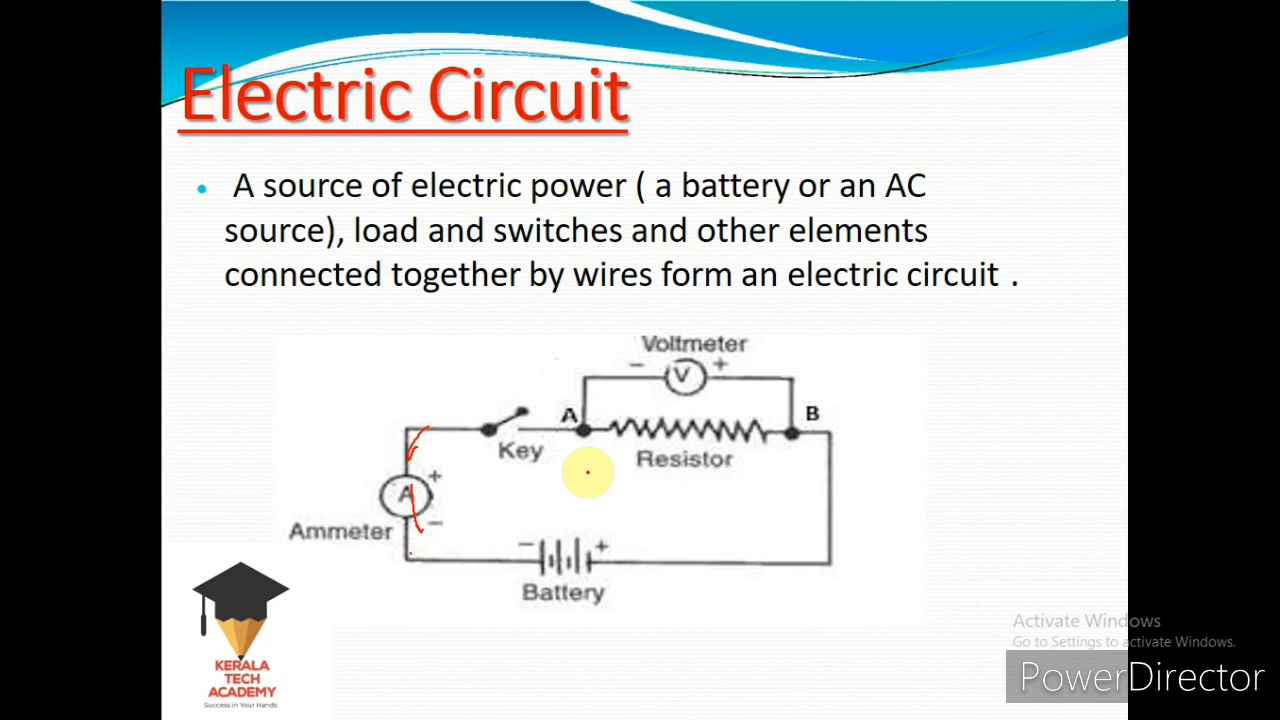 Electric Circuit
• A source of electric power ( a battery or an AC
source), load and switches and other elements
connected together by wires form an electric circuit .
Voltmeter
− V +
A
B
Key
Resistor
+
A
−
Ammeter
− +
Battery
KERALA
TECH
ACADEMY
Success in Your Hands
Activate Windows
Go to Settings to activate Windows.
PowerDirector